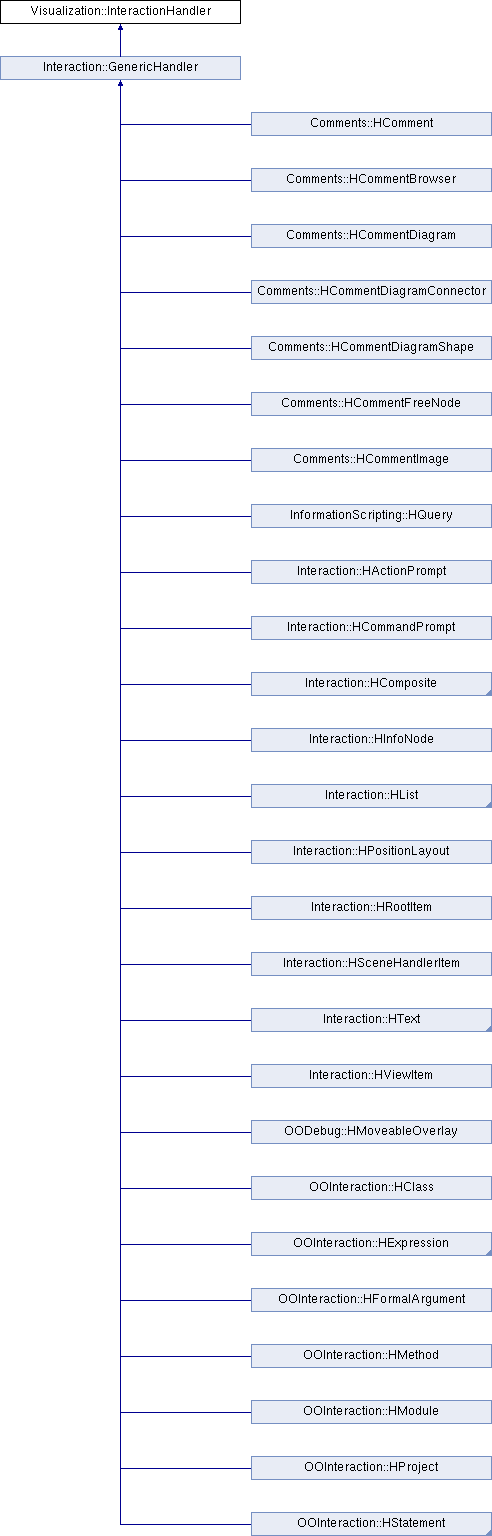 Visualization::InteractionHandler
Interaction::GenericHandler
Comments::HComment
Comments::HCommentBrowser
Comments::HCommentDiagram
Comments::HCommentDiagramConnector
Comments::HCommentDiagramShape
Comments::HCommentFreeNode
Comments::HCommentImage
InformationScripting::HQuery
Interaction::HActionPrompt
Interaction::HCommandPrompt
Interaction::HComposite
Interaction::HInfoNode
Interaction::HList
Interaction::HPositionLayout
Interaction::HRootItem
Interaction::HSceneHandlerItem
Interaction::HText
Interaction::HViewItem
OODebug::HMoveableOverlay
OOInteraction::HClass
OOInteraction::HExpression
OOInteraction::HFormalArgument
OOInteraction::HMethod
OOInteraction::HModule
OOInteraction::HProject
OOInteraction::HStatement